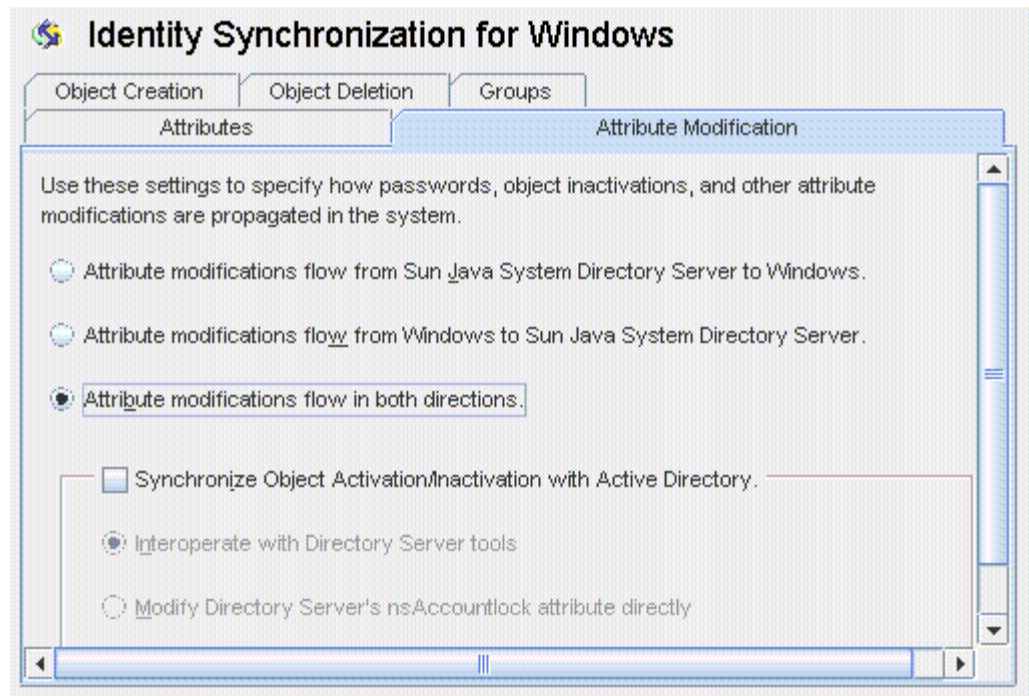 Identity Synchronization for Windows
Object Creation Object Deletion Groups
Attributes Attribute Modification
Use these settings to specify how passwords, object inactivations, and other attribute
modifications are propagated in the system.
Attribute modifications flow from Sun Java System Directory Server to Windows.
Attribute modifications flow from Windows to Sun Java System Directory Server.
Attribute modifications flow in both directions.
Synchronize Object Activation/Inactivation with Active Directory.
Interoperate with Directory Server tools
Modify Directory Server's nsAccountlock attribute directly